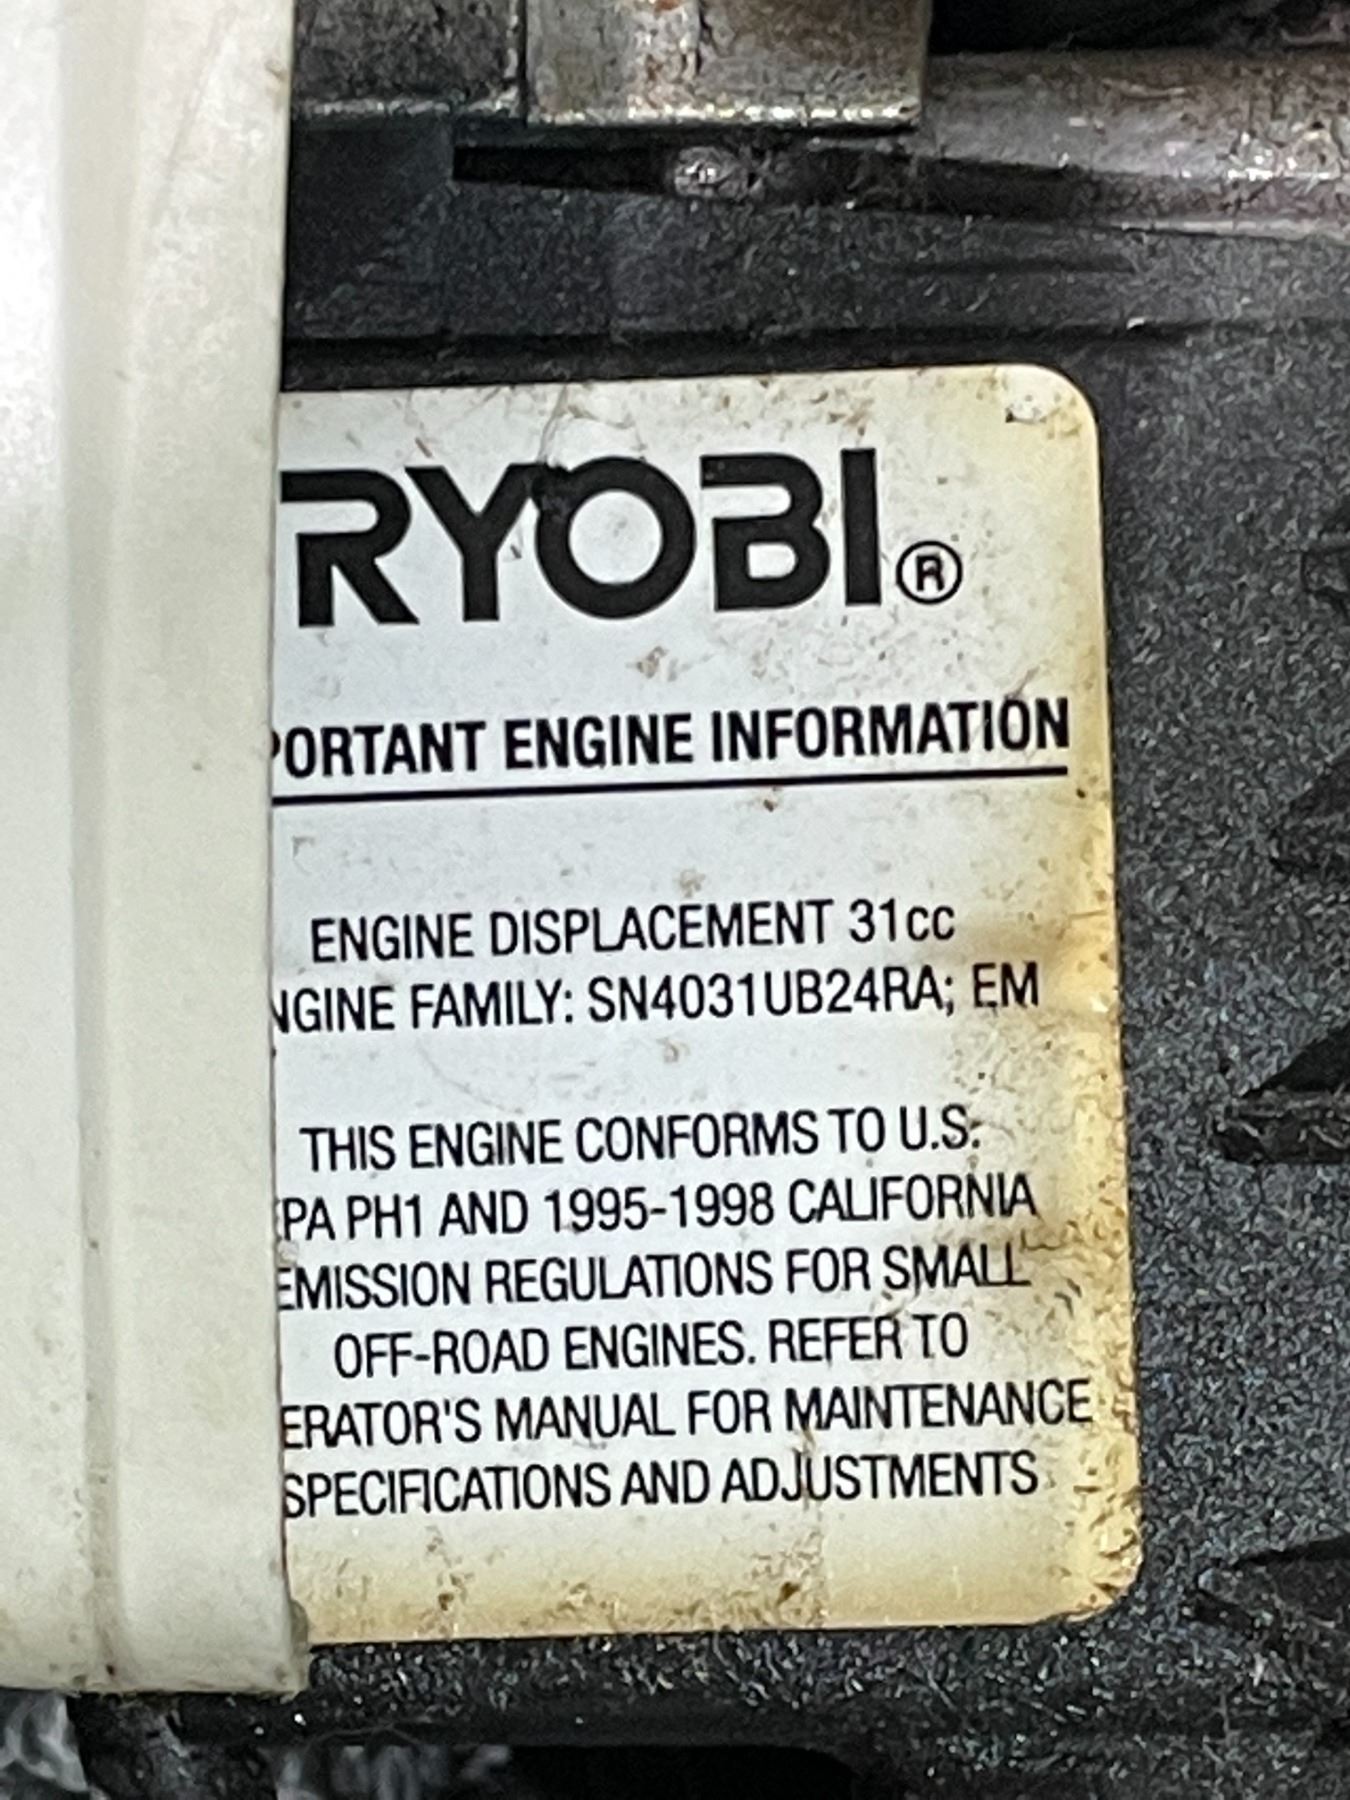 RYOBI®
PORTANT ENGINE INFORMATION
ENGINE DISPLACEMENT 31cc
NGINE FAMILY: SN4031UB24RA; EM
THIS ENGINE CONFORMS TO U.S.
EPA PH1 AND 1995-1998 CALIFORNIA
EMISSION REGULATIONS FOR SMALL
OFF-ROAD ENGINES. REFER TO
ERATOR'S MANUAL FOR MAINTENANCE
SPECIFICATIONS AND ADJUSTMENTS